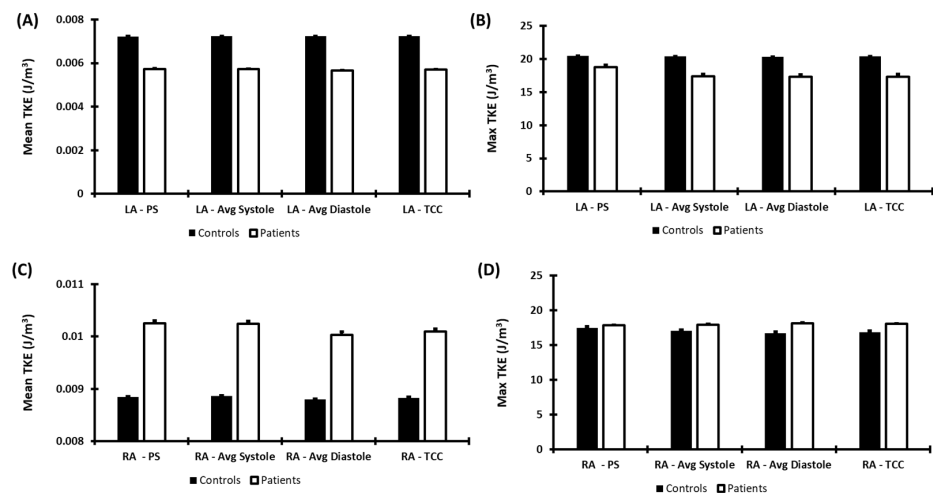 (A)
Mean TKE (J/m³)
0.008
0.006
0.004
0.002
0
LA - PS LA - Avg Systole LA - Avg Diastole LA - TCC
Controls Patients
(B)
Max TKE (J/m³)
25
20
15
10
5
0
LA - PS LA - Avg Systole LA - Avg Diastole LA - TCC
Controls Patients
(C)
Mean TKE (J/m³)
0.011
0.01
0.009
0.008
RA - PS RA - Avg Systole RA - Avg Diastole RA - TCC
Controls Patients
(D)
Max TKE (J/m³)
25
20
15
10
5
0
RA - PS RA - Avg Systole RA - Avg Diastole RA - TCC
Controls Patients